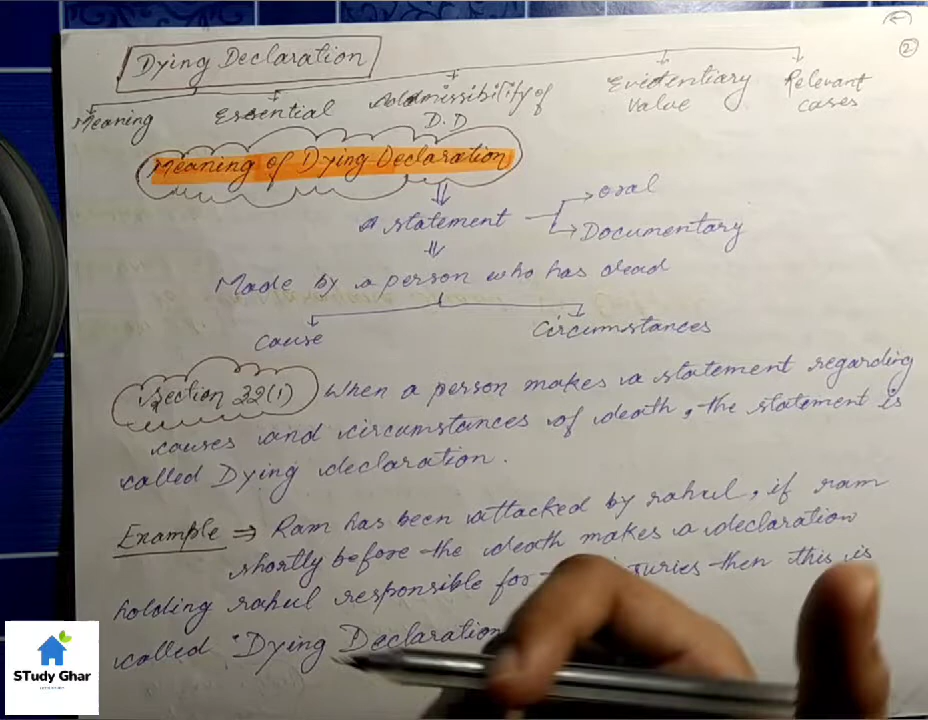 2
Dying Declaration
Meaning
Essential
Addmissibility of
D.D
Evidentiary
value
Relevant
cases
Meaning of Dying Declaration
A statement
oral
Documentary
Made by a person who has dead
Cause
Circumstances
Section 32(1) When a person makes a statement regarding
causes and circumstances of death, the statement is
called Dying declaration.
Example ⇒ Ram has been attacked by rahul, if ram
shortly before the death makes a declaration
holding rahul responsible for then this is
called "Dying Declaration
STudy Ghar